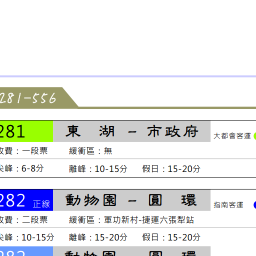 281-556
281 東 湖 - 市政府 大都會客運
收費：一段票 緩衝區：無
尖峰：6-8分 離峰：10-15分 假日：15-20分
282 正線 動物園 - 圓 環 指南客運
收費：二段票 緩衝區：軍功新村-捷運六張犁站
尖峰：10-15分 離峰：15-20分 假日：15-20分
282 動物園 - 圓 環